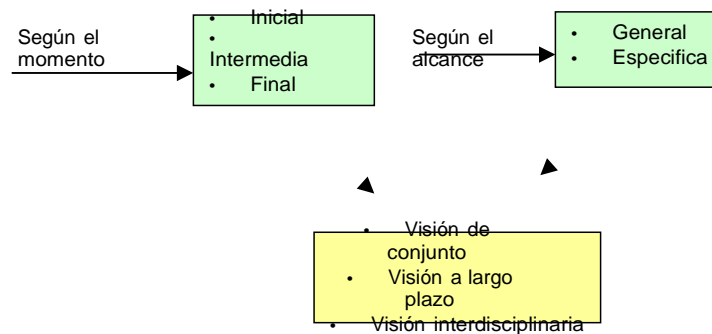 Según el
momento
• Inicial
•
Intermedia
• Final
Según el
alcance
• General
• Especifica
• Visión de
conjunto
• Visión a largo
plazo
• Visión interdisciplinaria